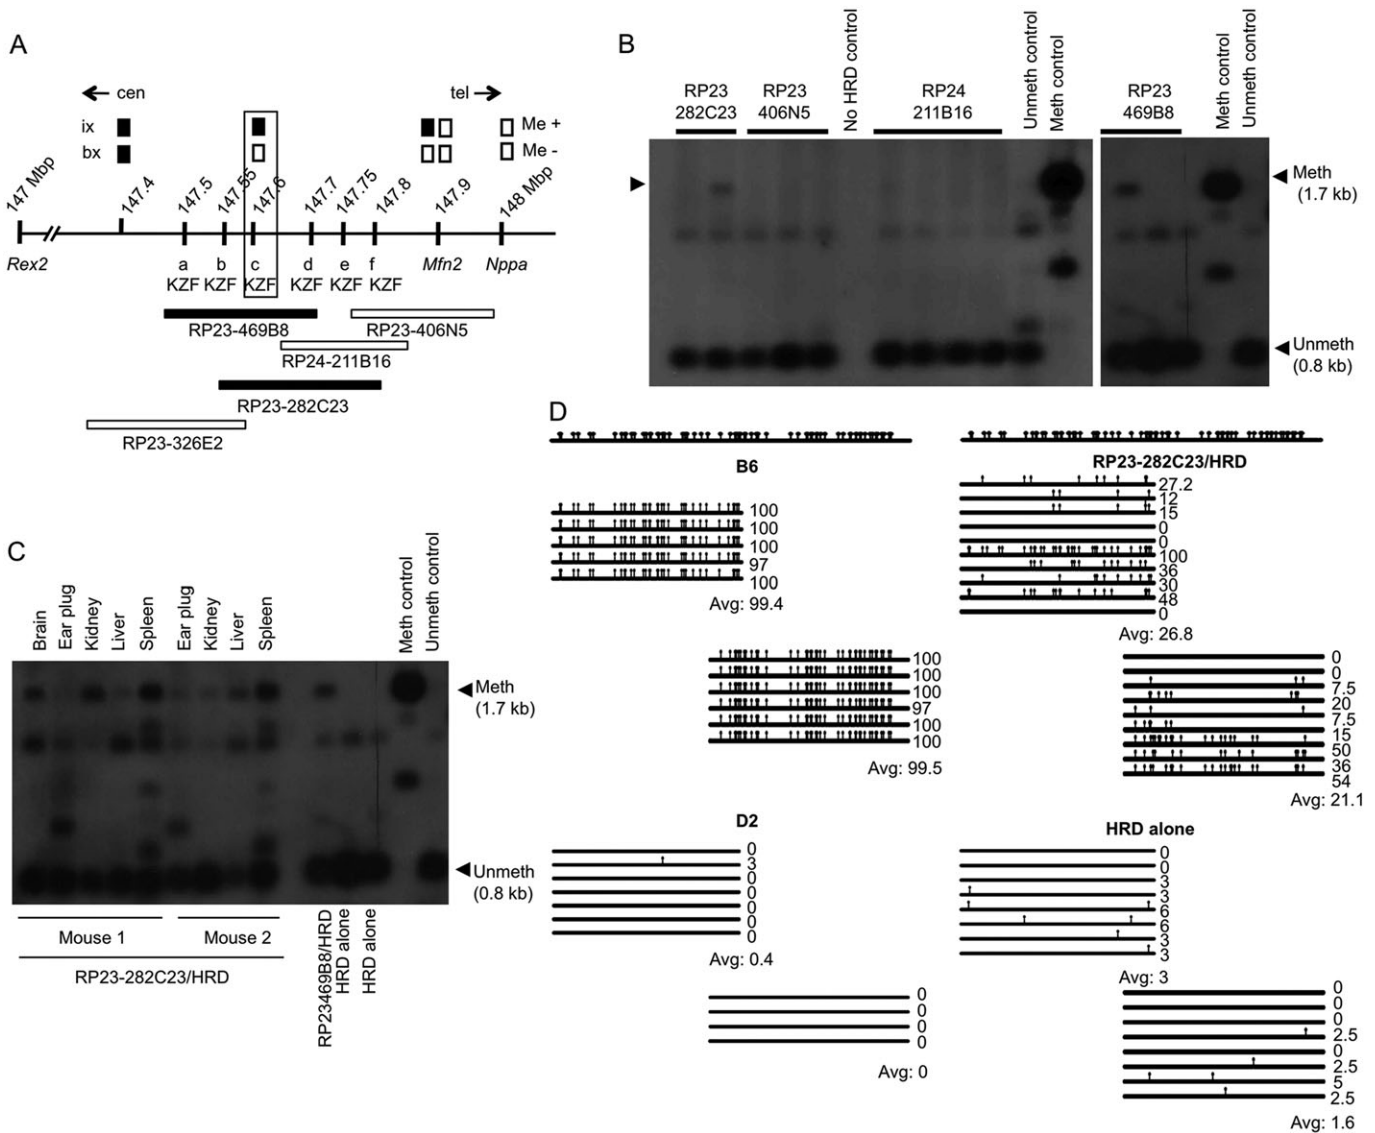 A
cen
tel
ix
Me +
bx
Me -
147 Mbp
147.4
147.5
147.55
147.6
147.7
147.75
147.8
147.9
148 Mbp
Rex2
a
b
c
d
e
f
Mfn2
Nppa
KZF
KZF
KZF
KZF
KZF
KZF
RP23-469B8
RP23-406N5
RP24-211B16
RP23-282C23
RP23-326E2
B
RP23
282C23
RP23
406N5
No HRD control
RP24
211B16
Unmeth control
Meth control
RP23
469B8
Meth control
Unmeth control
Meth
(1.7 kb)
Unmeth
(0.8 kb)
C
Brain
Ear plug
Kidney
Liver
Spleen
Ear plug
Kidney
Liver
Spleen
Meth control
Unmeth control
Meth
(1.7 kb)
Unmeth
(0.8 kb)
Mouse 1
Mouse 2
RP23-282C23/HRD
RP23469B8/HRD
HRD alone
HRD alone
D
B6
100
100
100
97
100
Avg: 99.4
100
100
100
97
100
100
Avg: 99.5
RP23-282C23/HRD
27.2
12
15
0
0
100
36
30
48
0
Avg: 26.8
0
0
7.5
20
7.5
15
50
36
54
Avg: 21.1
D2
0
3
0
0
0
0
0
Avg: 0.4
0
0
0
0
Avg: 0
HRD alone
0
0
3
3
6
6
3
3
Avg: 3
0
0
0
2.5
0
2.5
5
2.5
Avg: 1.6